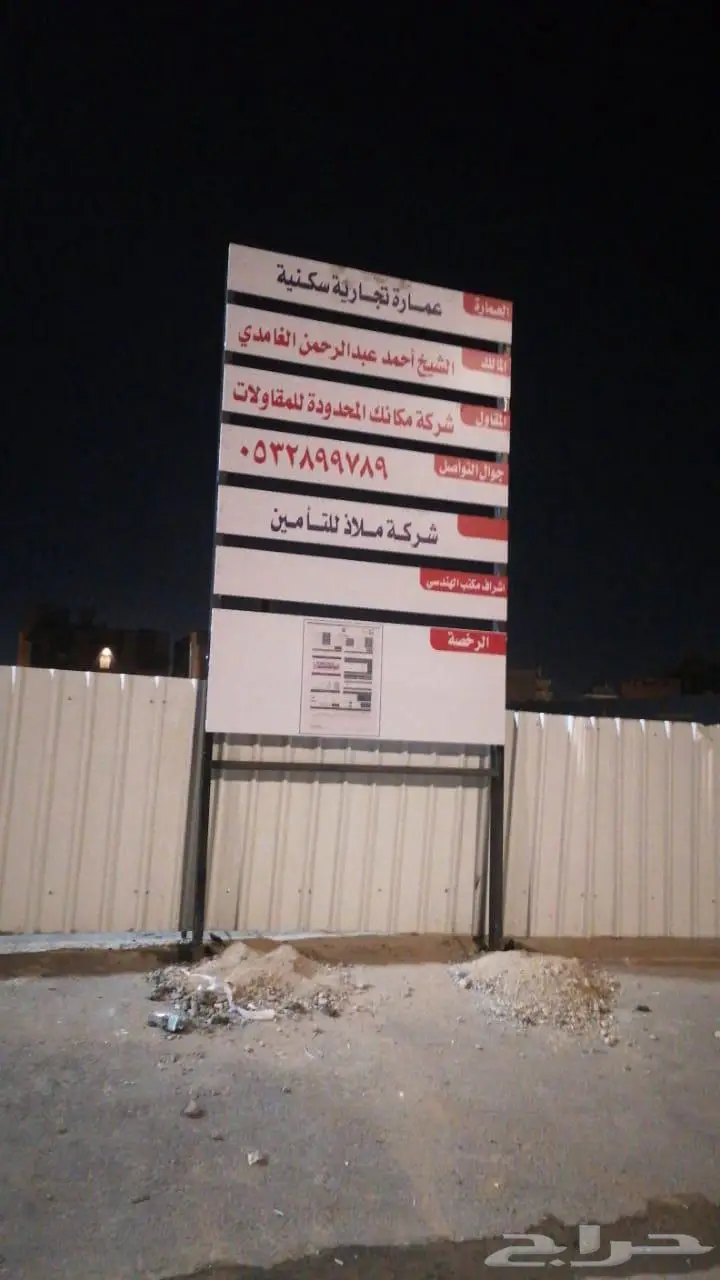 العمارة عمارة تجارية سكنية
المالك الشيخ أحمد عبدالرحمن الغامدي
المقاول شركة مكانك المحدودة للمقاولات
جوال التواصل ٠٥٣٢٨٩٩٧٨٩
شركة ملاذ للتأمين
اشراف مكتب الهندسي
الرخصة
حراج